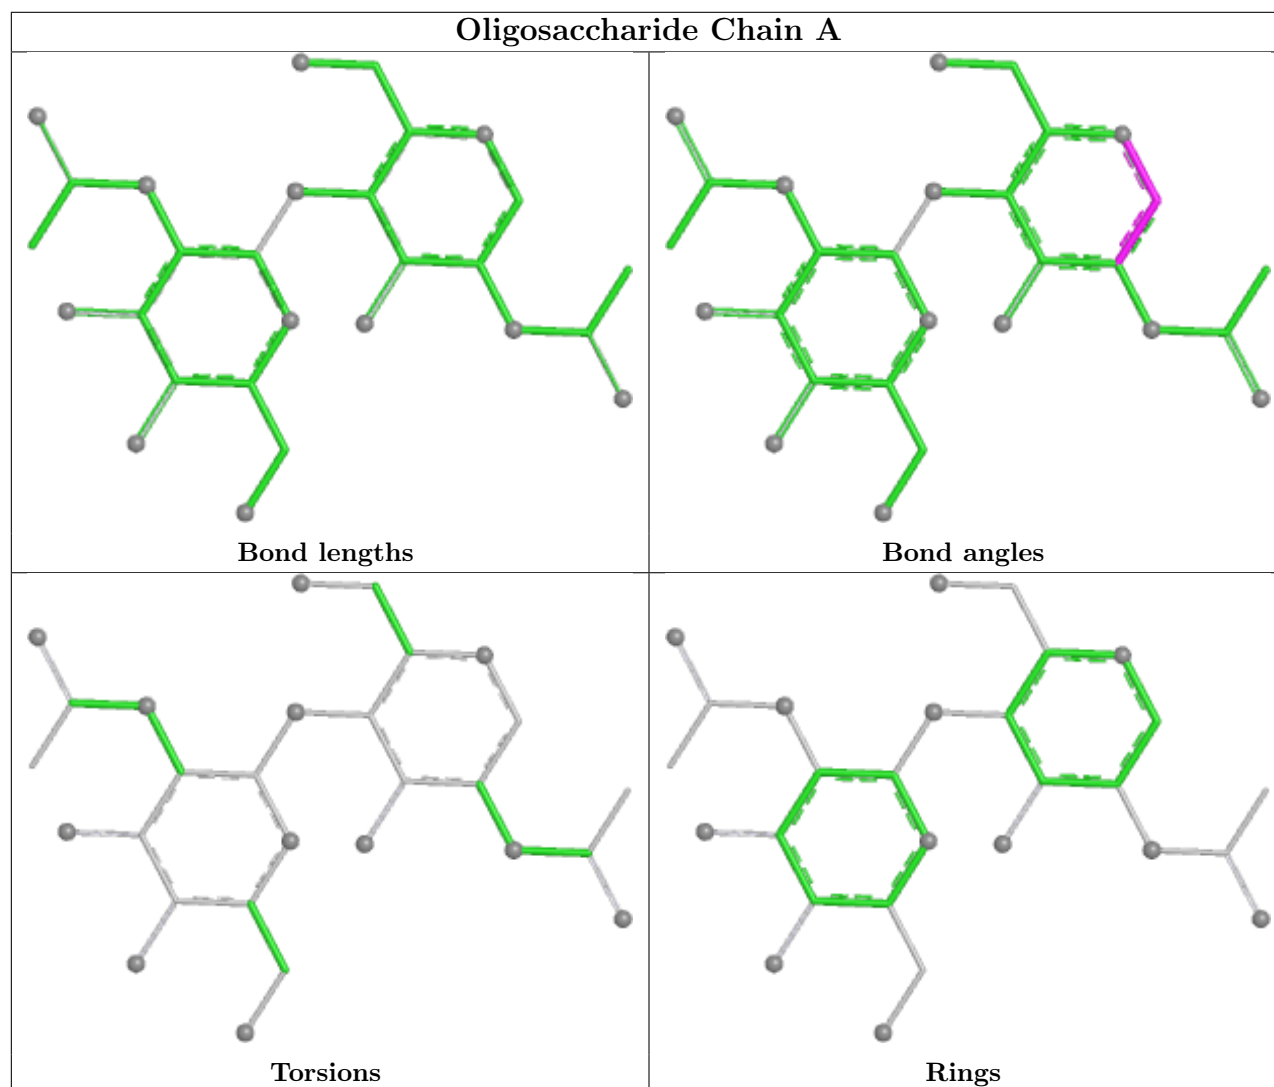 Oligosaccharide Chain A
Bond lengths
Bond angles
Torsions
Rings